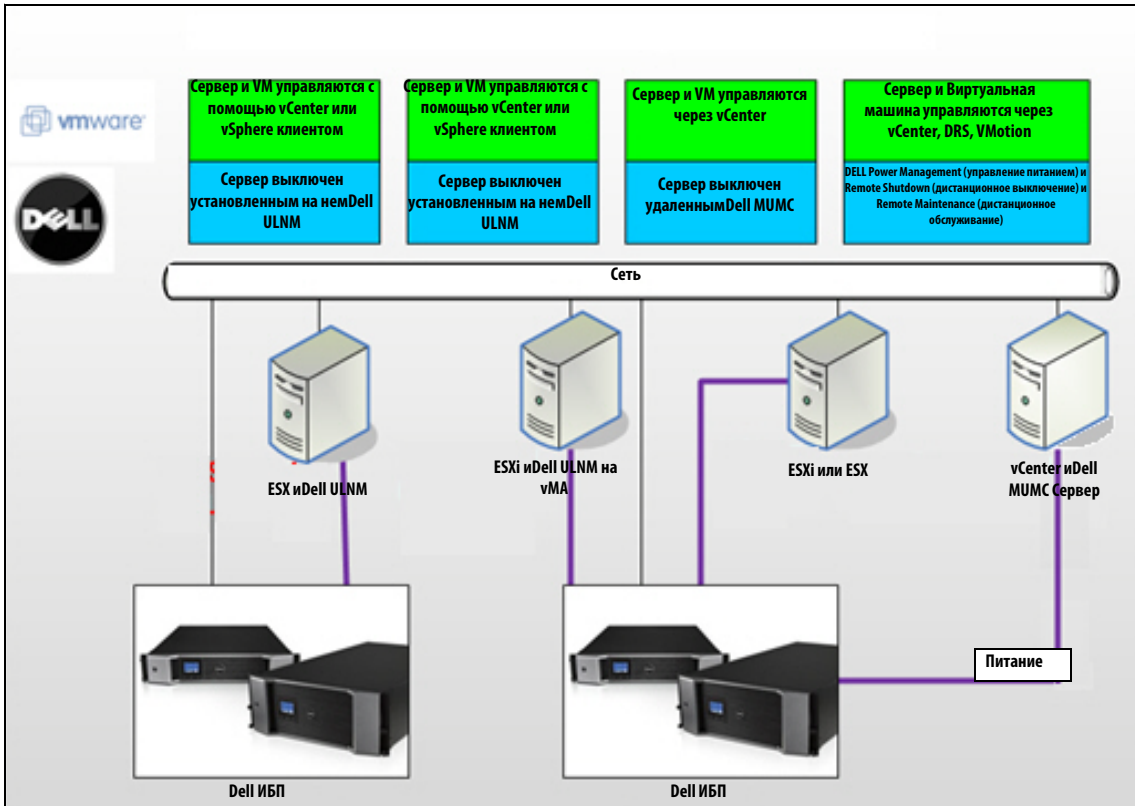 Сервер и VM управляются с
помощью vCenter или
vSphere клиентом
Сервер и VM управляются с
помощью vCenter или
vSphere клиентом
Сервер и VM управляются
через vCenter
Сервер и Виртуальная
машина управляются через
vCenter, DRS, VMotion
vmware
Сервер выключен
установленным на немDell
ULNM
Сервер выключен
установленным на немDell
ULNM
Сервер выключен
удаленнымDell MUMC
DELL Power Management (управление питанием) и
Remote Shutdown (дистанционное выключение) и
Remote Maintenance (дистанционное
обслуживание)
DELL
Сеть
ESX иDell ULNM
ESXi иDell ULNM на
vMA
ESXi или ESX
vCenter иDell
MUMC Сервер
Питание
Dell ИБП
Dell ИБП